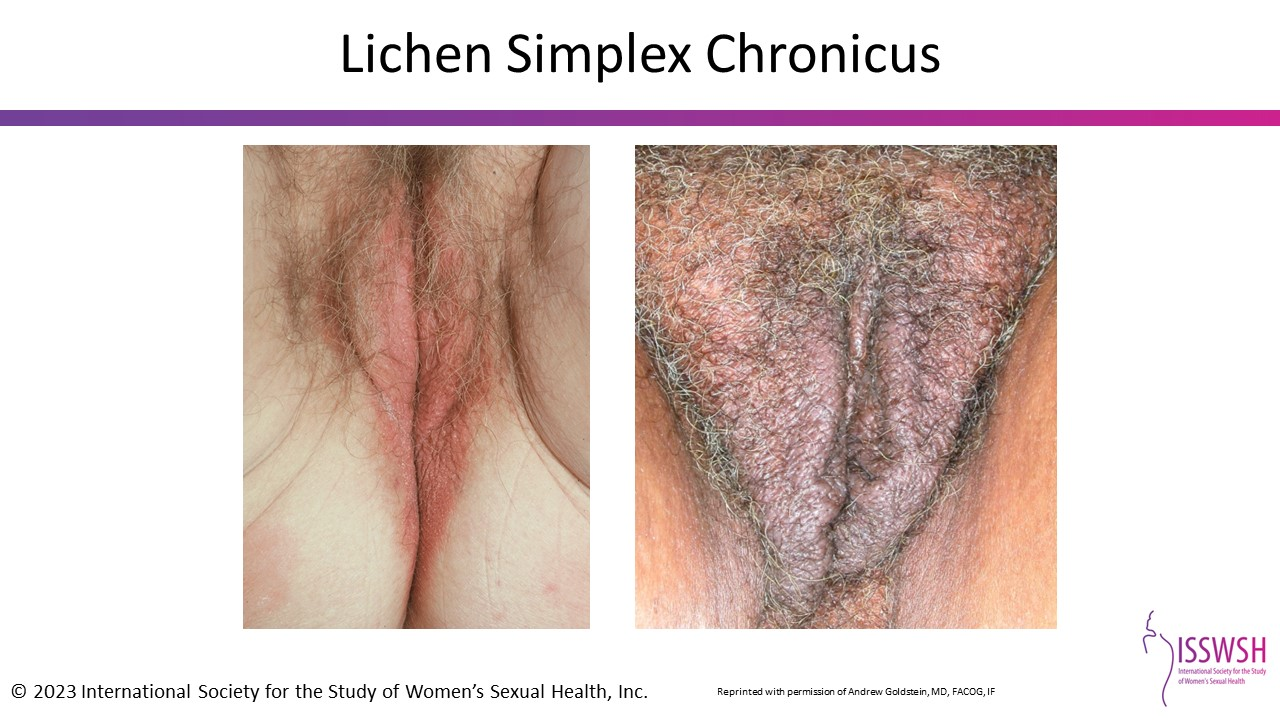 Lichen Simplex Chronicus
ISSWSH
International Society for the Study
of Women's Sexual Health
© 2023 International Society for the Study of Women’s Sexual Health, Inc.
Reprinted with permission of Andrew Goldstein, MD, FACOG, IF